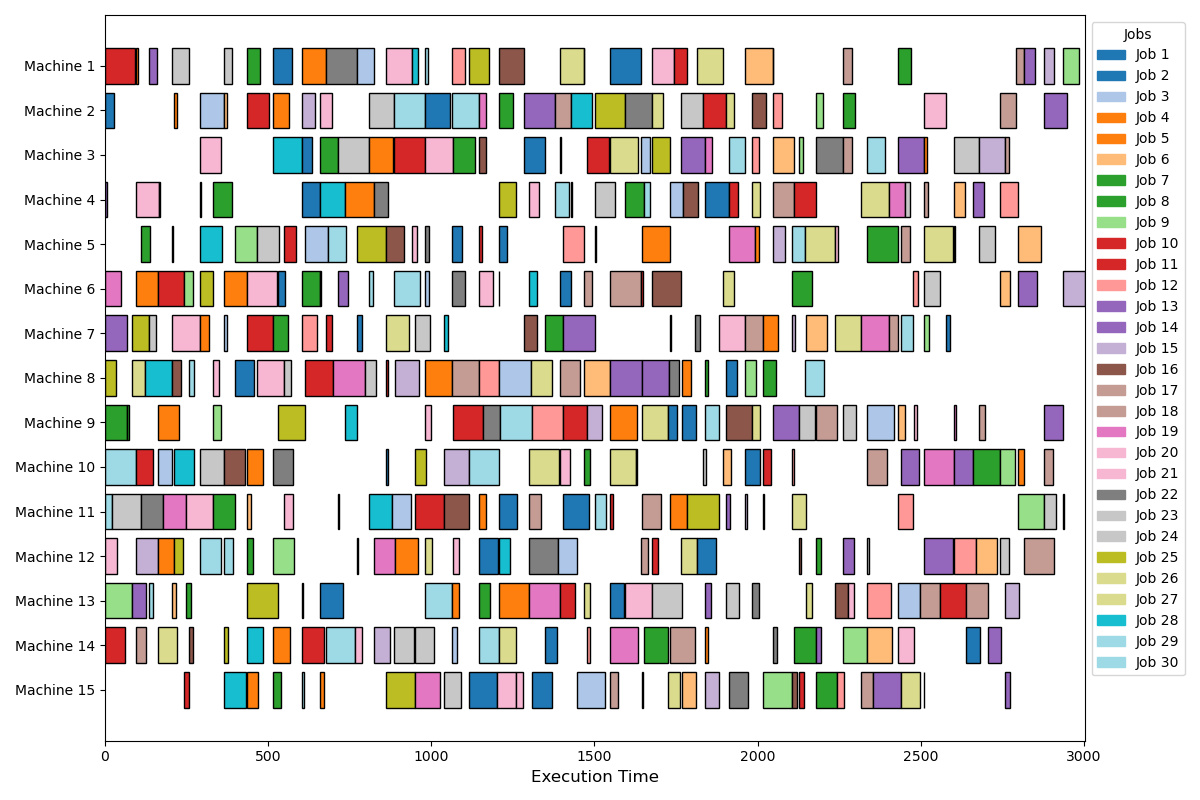 Machine 1
Machine 2
Machine 3
Machine 4
Machine 5
Machine 6
Machine 7
Machine 8
Machine 9
Machine 10
Machine 11
Machine 12
Machine 13
Machine 14
Machine 15
0 500 1000 1500 2000 2500 3000
Execution Time
Jobs
Job 1
Job 2
Job 3
Job 4
Job 5
Job 6
Job 7
Job 8
Job 9
Job 10
Job 11
Job 12
Job 13
Job 14
Job 15
Job 16
Job 17
Job 18
Job 19
Job 20
Job 21
Job 22
Job 23
Job 24
Job 25
Job 26
Job 27
Job 28
Job 29
Job 30